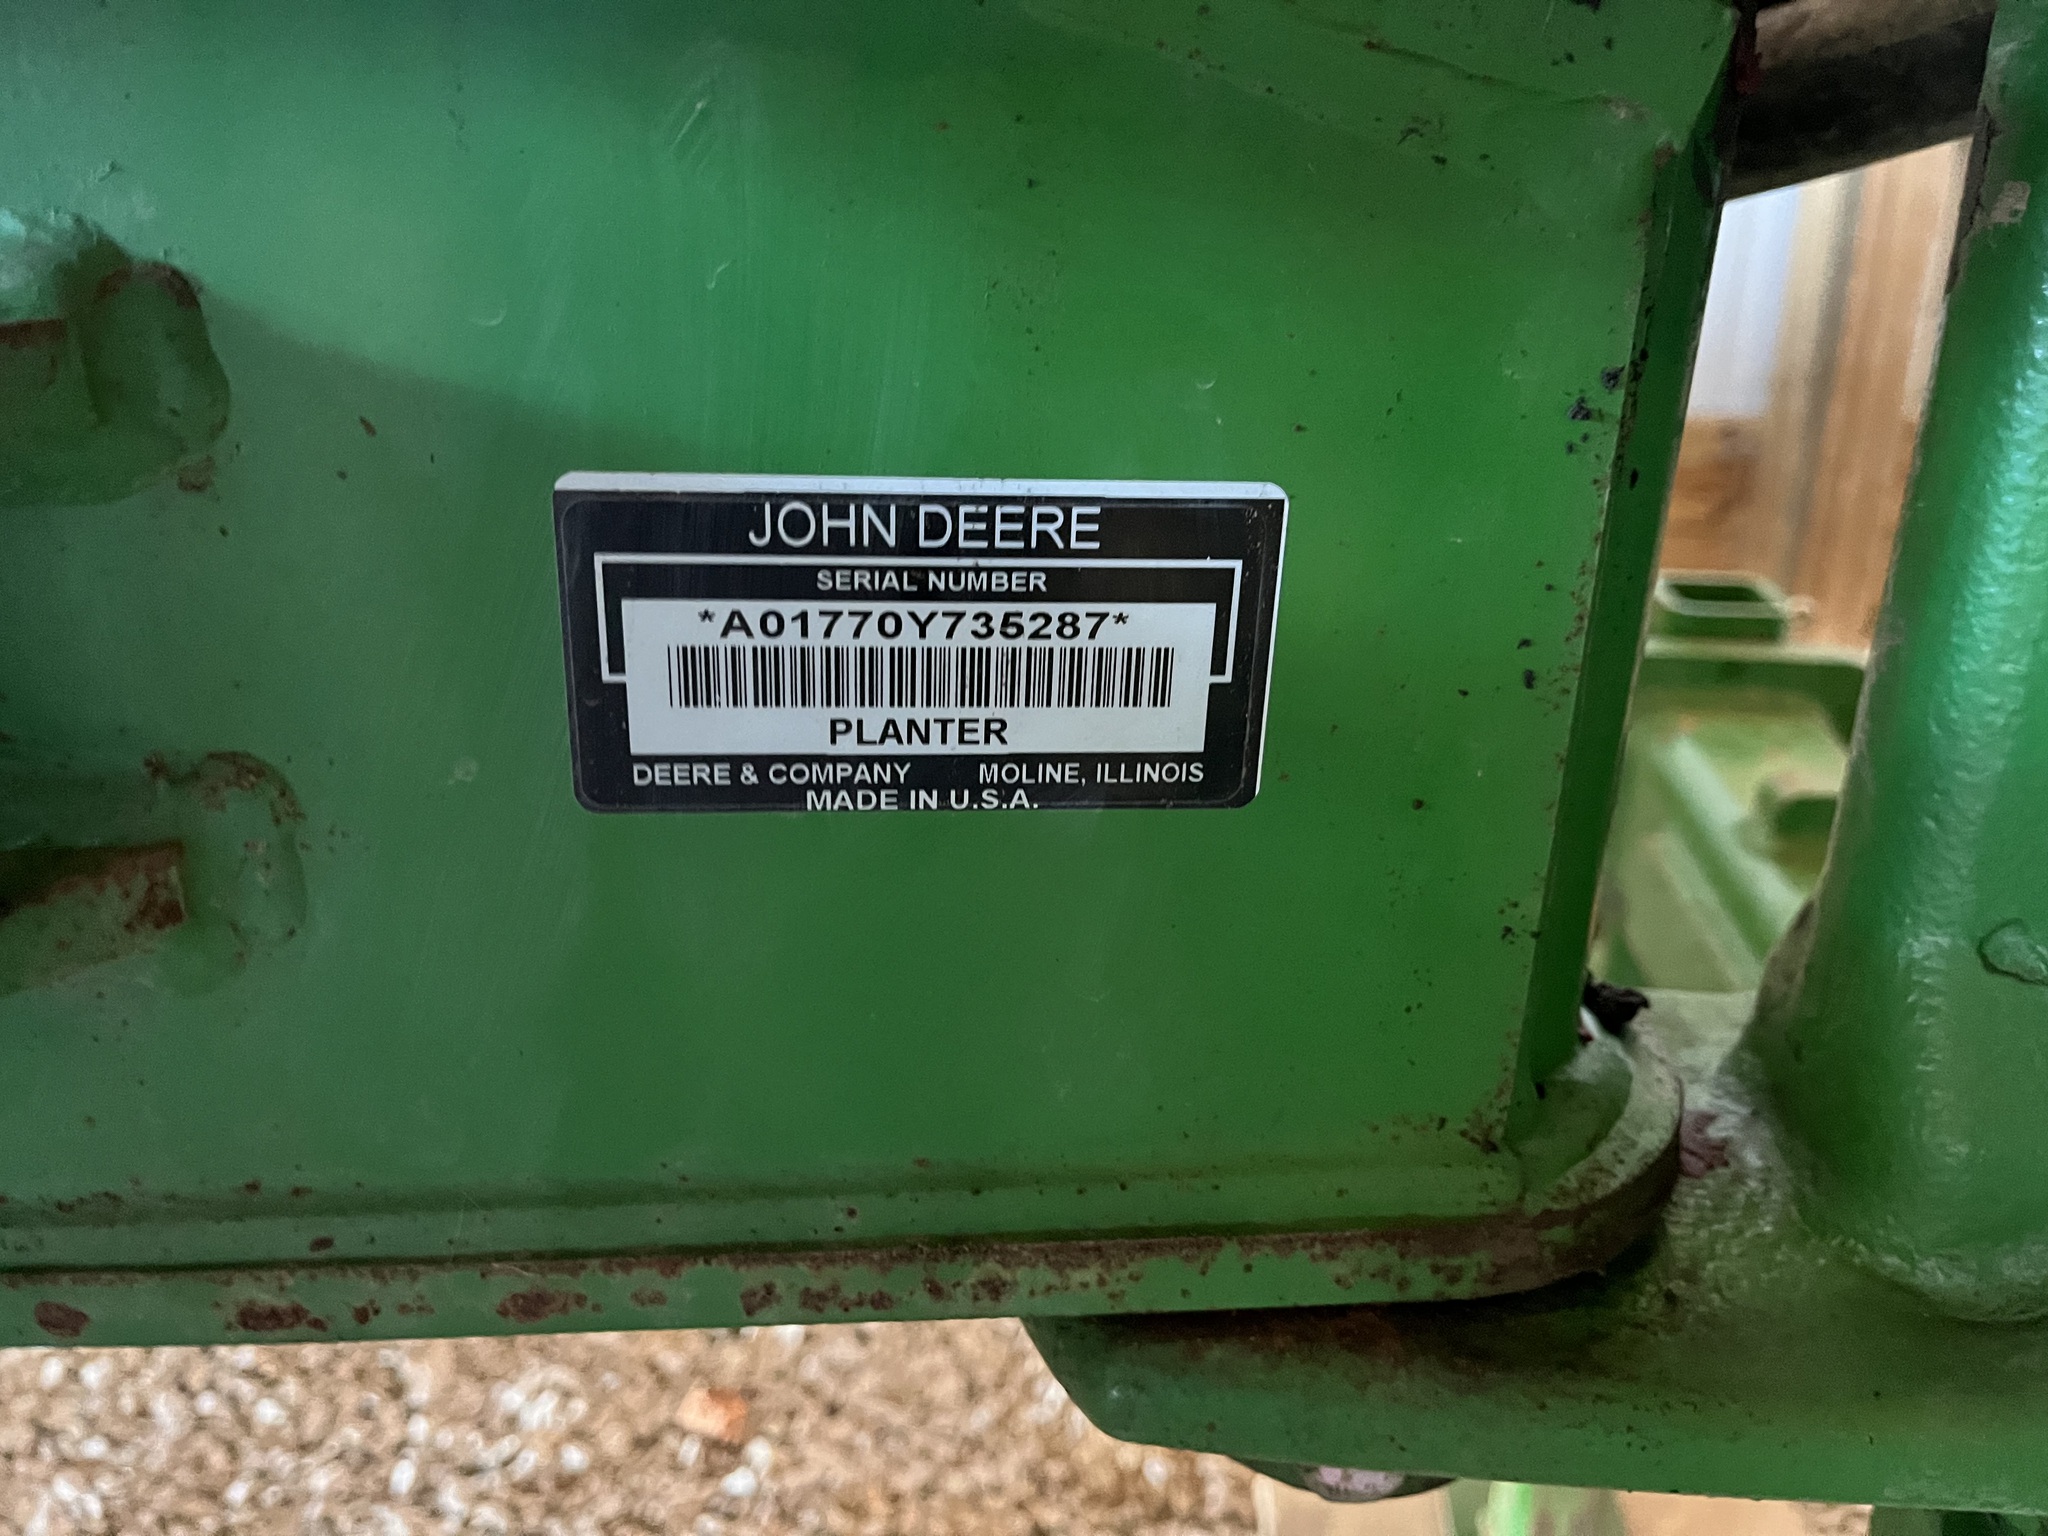 JOHN DEERE
SERIAL NUMBER
*A01770Y735287*
PLANTER
DEERE & COMPANY MOLINE, ILLINOIS
MADE IN U.S.A.